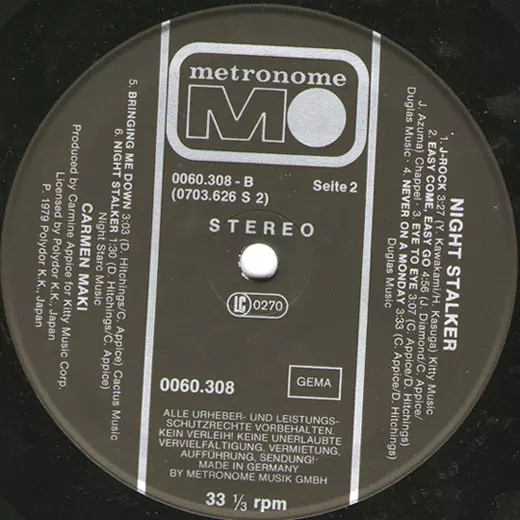 metronome
MO
0060.308 - B
(0703.626 S 2)
Seite 2
STEREO
LC 0270
0060.308
GEMA
ALLE URHEBER- UND LEISTUNGS-
SCHUTZRECHTE VORBEHALTEN.
KEIN VERLEIH! KEINE UNERLAUBTE
VERVIELFÄLTIGUNG, VERMIETUNG,
AUFFÜHRUNG, SENDUNG!
MADE IN GERMANY
BY METRONOME MUSIK GMBH
33 1/3 rpm
NIGHT STALKER
1. J-ROCK 3:27 (Y. Kawakami/H. Kasuga) Kitty Music
2. EASY COME, EASY GO 4:56 (J. Diamond/C. Appice/
J. Azuma) Chappel · 3. EYE TO EYE 3:07 (C. Appice/D. Hitchings)
Duglas Music · 4. NEVER ON A MONDAY 3:33 (C. Appice/D. Hitchings)
Duglas Music
5. BRINGING ME DOWN 3:03 (D. Hitchings/C. Appice) Cactus Music
6. NIGHT STALKER 1:30 (D. Hitchings/C. Appice)
Night Starc Music
CARMEN MAKI
Produced by Carmine Appice for Kitty Music Corp.
Licensed by Polydor K.K., Japan
P. 1979 Polydor K.K., Japan